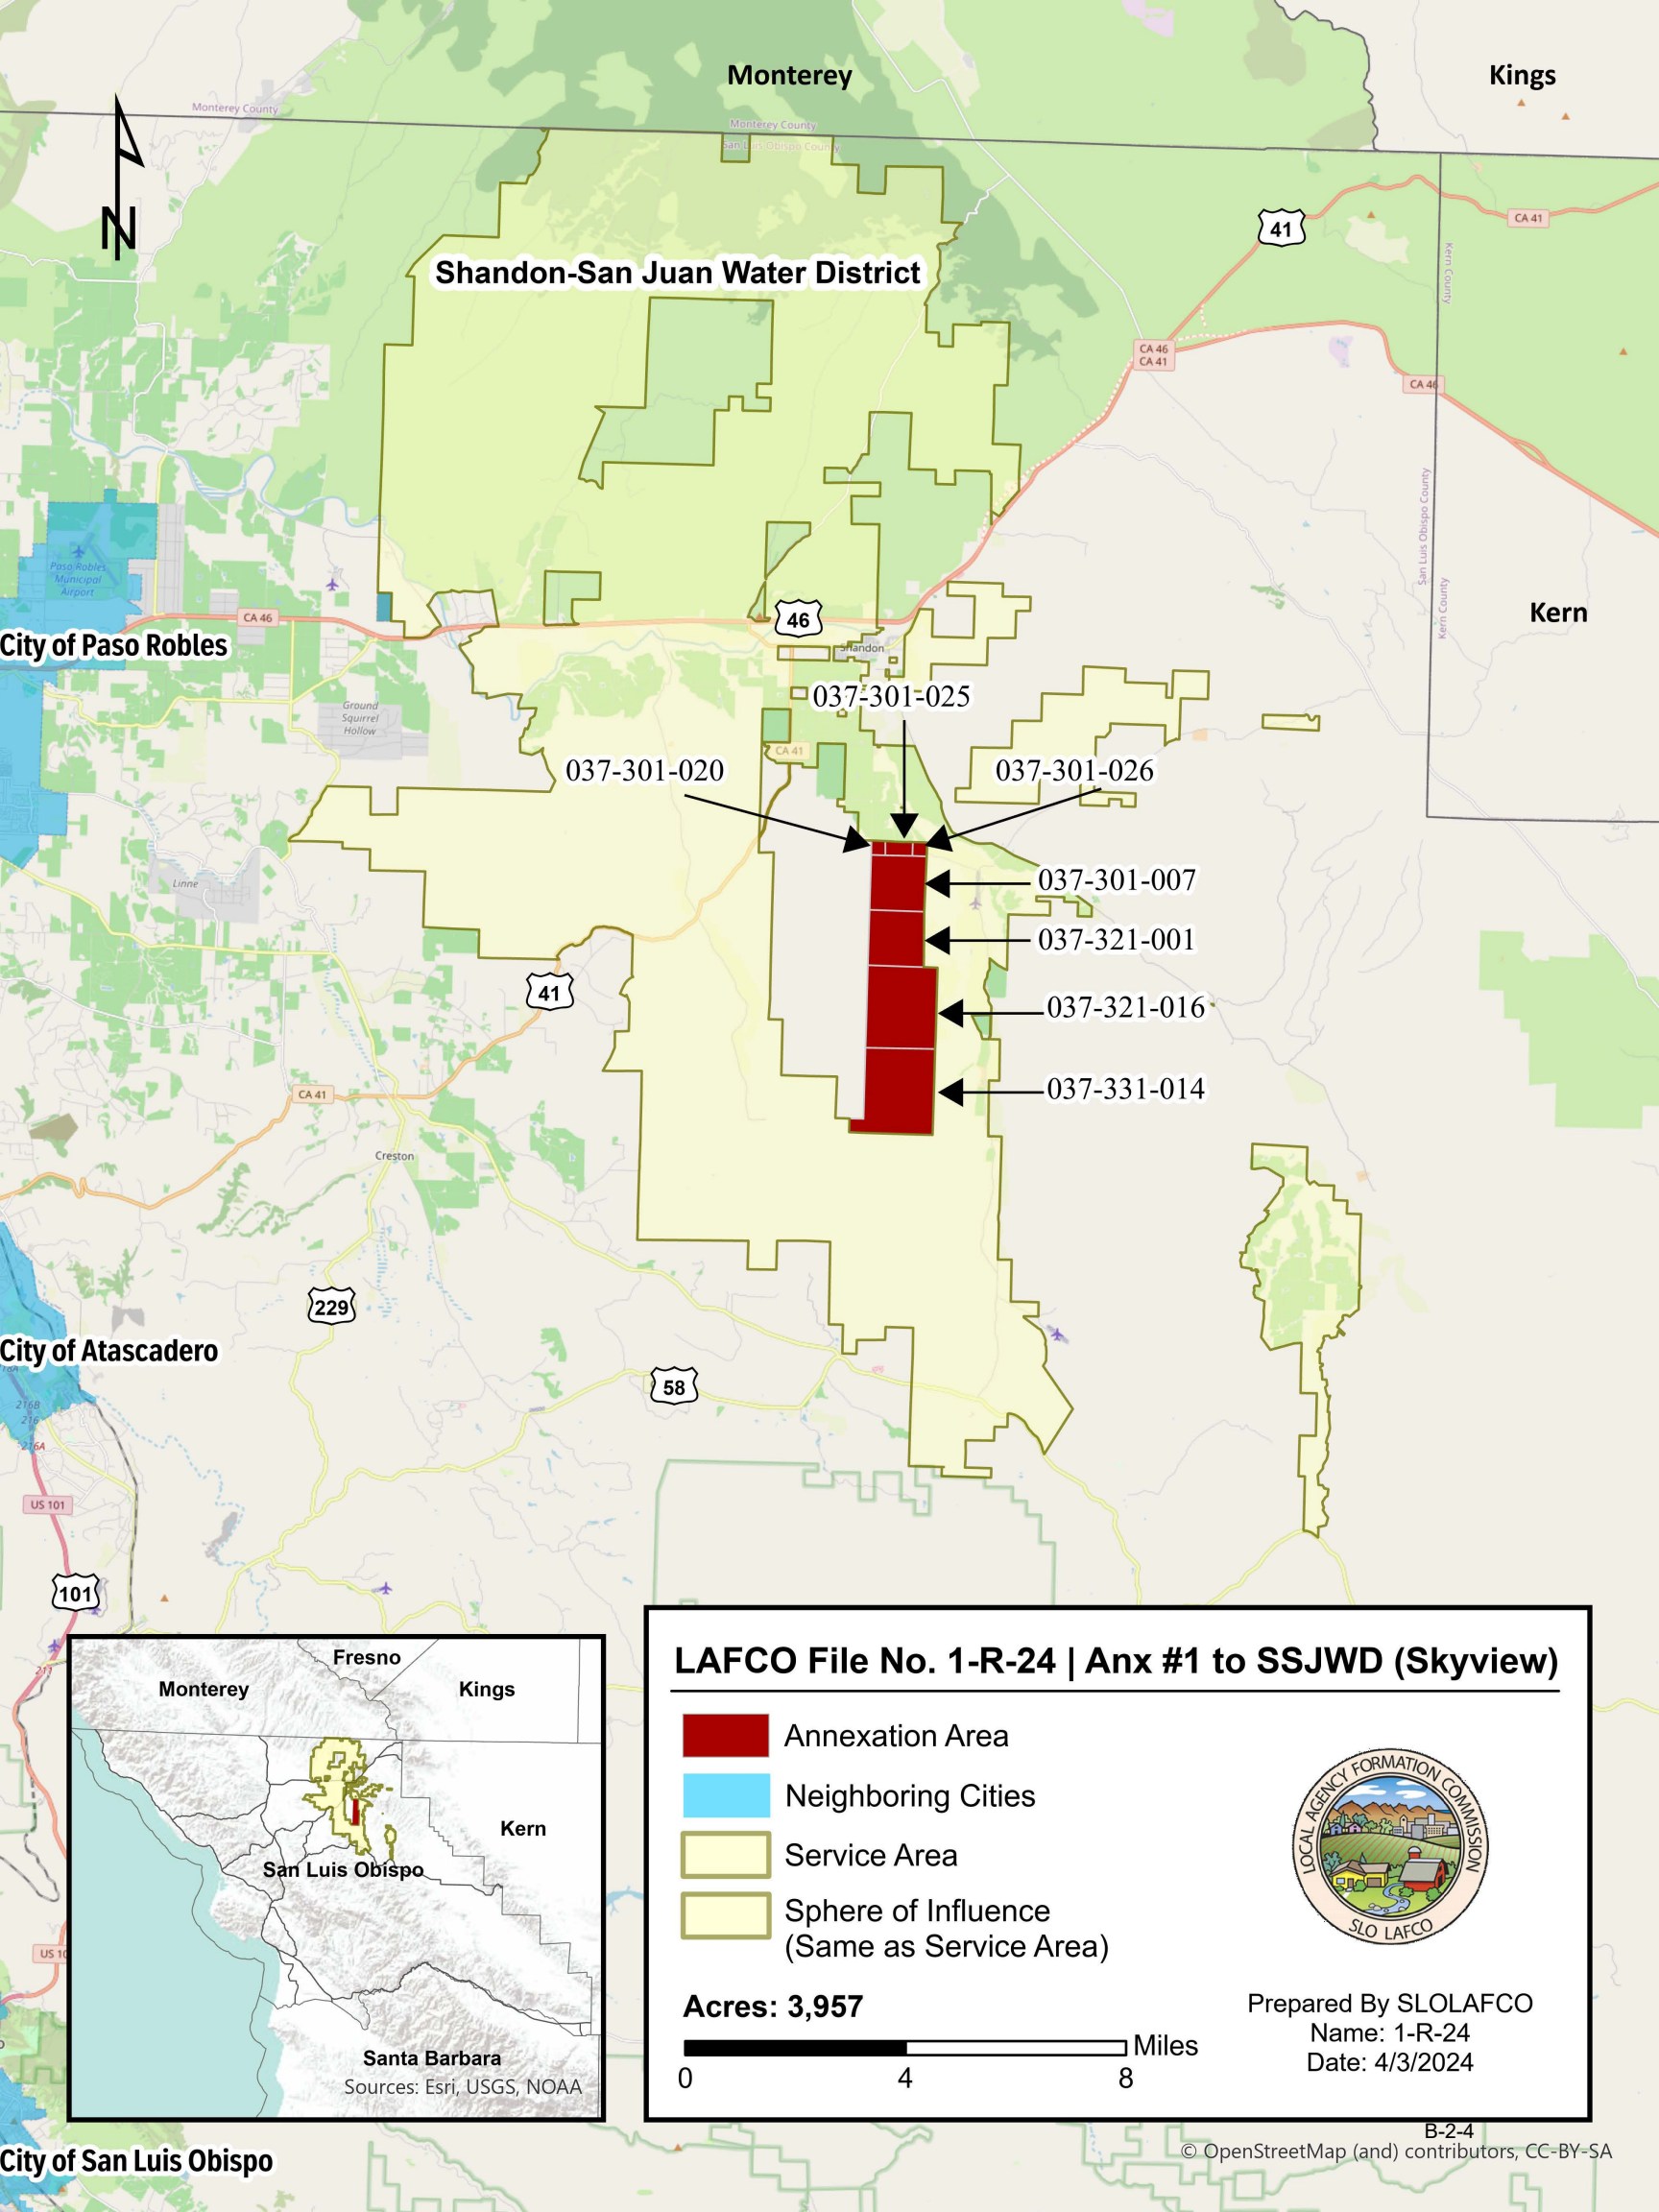 Monterey
Kings
Monterey County
Monterey County
San Luis Obispo County
N
41
CA 41
Kern County
Shandon-San Juan Water District
CA 46
CA 41
CA 46
San Luis Obispo County
Kern County
Paso Robles
Municipal
Airport
CA 46
46
Kern
City of Paso Robles
Shandon
037-301-025
Ground
Squirrel
Hollow
CA 41
037-301-020
037-301-026
Linne
037-301-007
037-321-001
41
037-321-016
CA 41
037-331-014
Creston
229
City of Atascadero
58
216B
216
216A
US 101
101
211
Fresno
Monterey
Kings
Kern
San Luis Obispo
Santa Barbara
Sources: Esri, USGS, NOAA
US 10
LAFCO File No. 1-R-24 | Anx #1 to SSJWD (Skyview)
Annexation Area
Neighboring Cities
Service Area
Sphere of Influence
(Same as Service Area)
LOCAL AGENCY FORMATION COMMISSION
SLO LAFCO
Acres: 3,957
Miles
0 4 8
Prepared By SLOLAFCO
Name: 1-R-24
Date: 4/3/2024
B-2-4
© OpenStreetMap (and) contributors, CC-BY-SA
City of San Luis Obispo